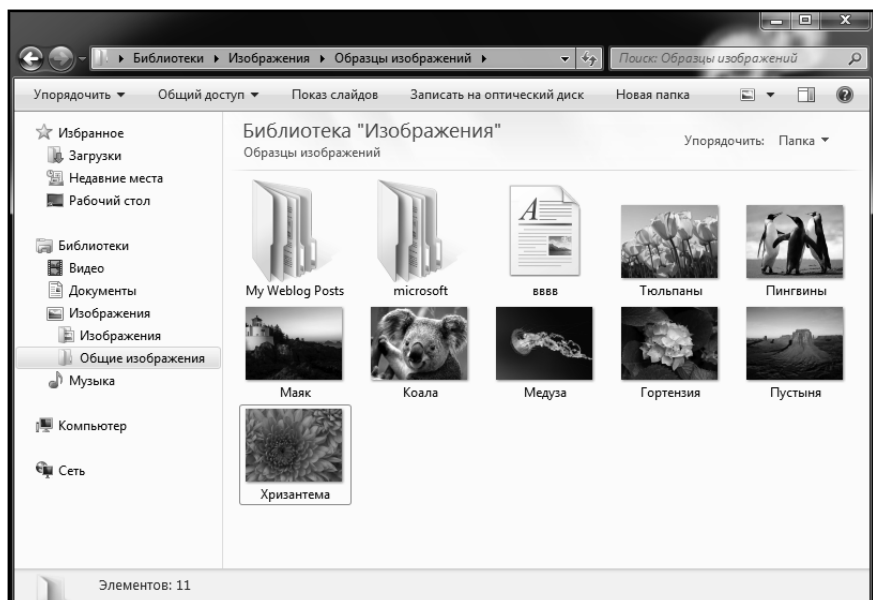 Библиотеки Изображения Образцы изображений
Поиск: Образцы изображений
Упорядочить Общий доступ Показ слайдов Записать на оптический диск Новая папка
Избранное
Загрузки
Недавние места
Рабочий стол
Библиотеки
Видео
Документы
Изображения
Изображения
Общие изображения
Музыка
Компьютер
Сеть
Библиотека "Изображения"
Образцы изображений
Упорядочить: Папка
My Weblog Posts microsoft вввв Тюльпаны Пингвины
Маяк Коала Медуза Гортензия Пустыня
Хризантема
Элементов: 11